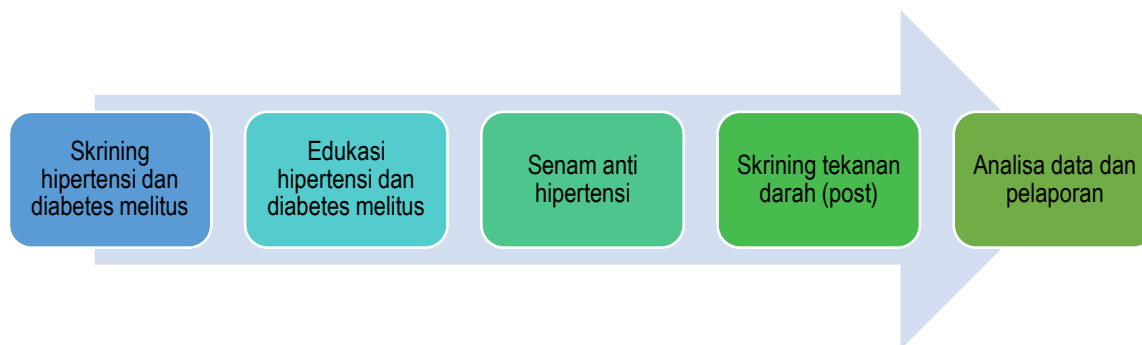 Skrining
hipertensi dan
diabetes melitus
Edukasi
hipertensi dan
diabetes melitus
Senam anti
hipertensi
Skrining tekanan
darah (post)
Analisa data dan
pelaporan